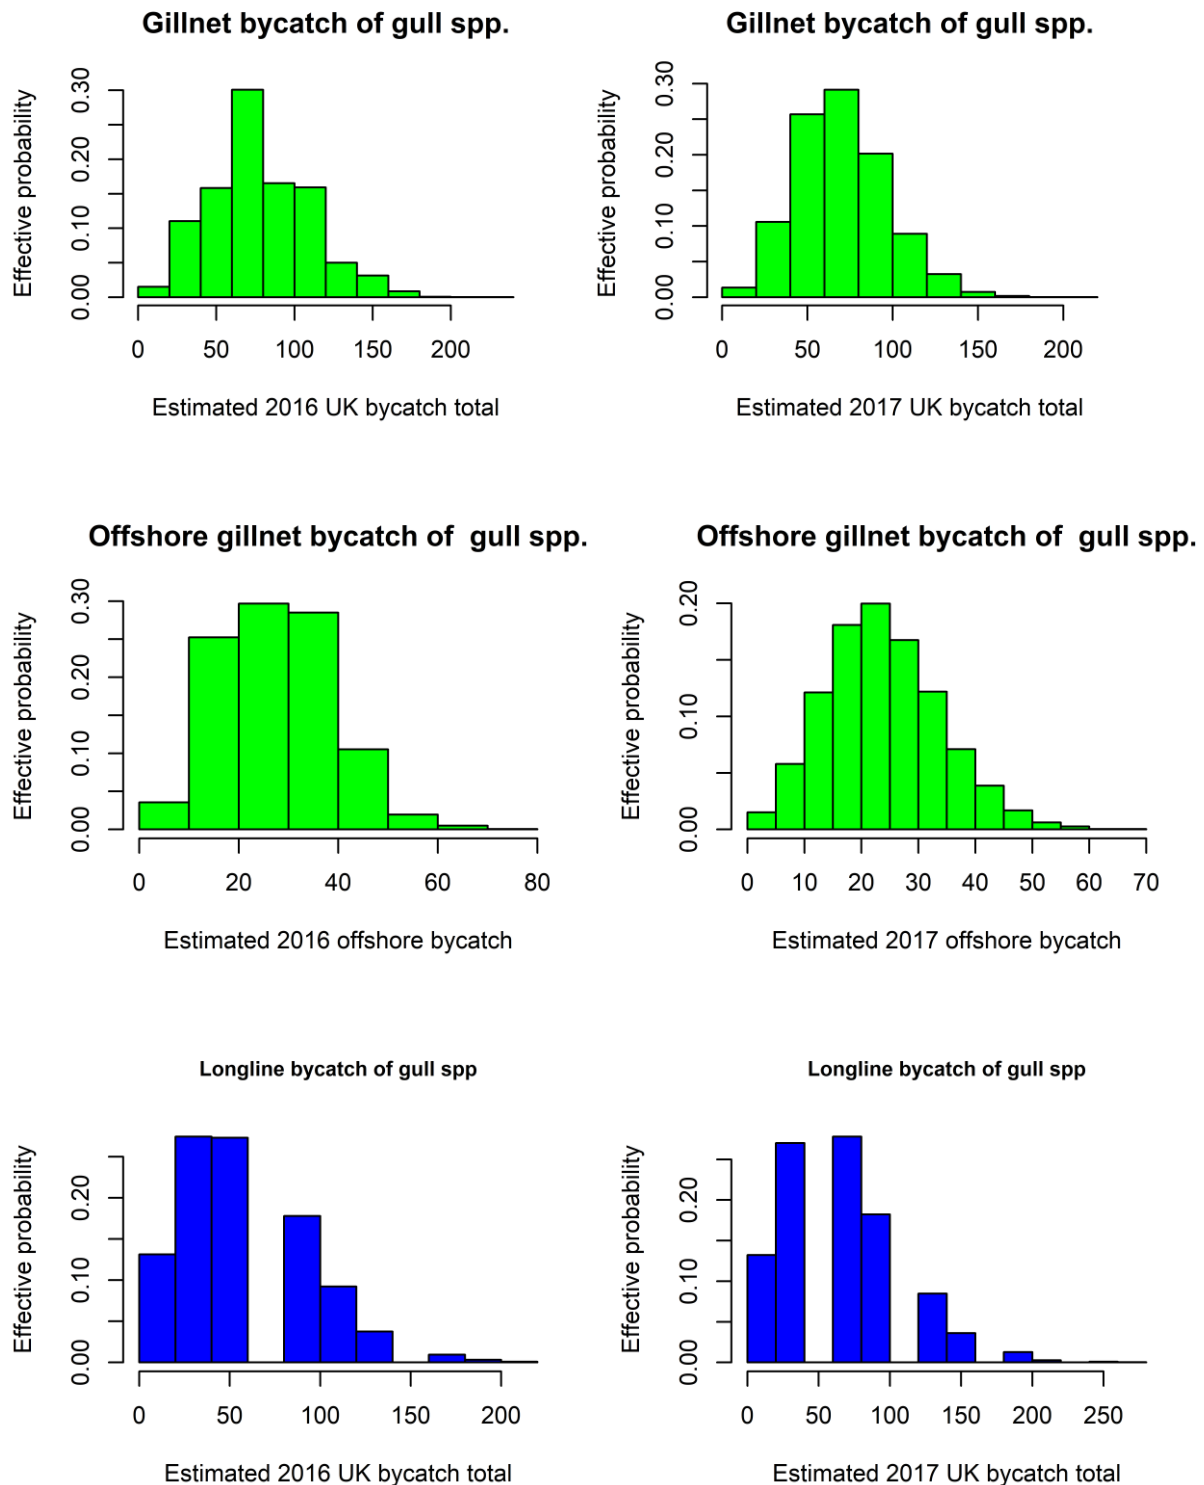 Gillnet bycatch of gull spp.
Effective probability
0.00 0.10 0.20 0.30
0 50 100 150 200
Estimated 2016 UK bycatch total
Gillnet bycatch of gull spp.
Effective probability
0.00 0.10 0.20 0.30
0 50 100 150 200
Estimated 2017 UK bycatch total
Offshore gillnet bycatch of  gull spp.
Effective probability
0.00 0.10 0.20 0.30
0 20 40 60 80
Estimated 2016 offshore bycatch
Offshore gillnet bycatch of  gull spp.
Effective probability
0.00 0.10 0.20
0 10 20 30 40 50 60 70
Estimated 2017 offshore bycatch
Longline bycatch of gull spp
Effective probability
0.00 0.10 0.20
0 50 100 150 200
Estimated 2016 UK bycatch total
Longline bycatch of gull spp
Effective probability
0.00 0.10 0.20
0 50 100 150 200 250
Estimated 2017 UK bycatch total